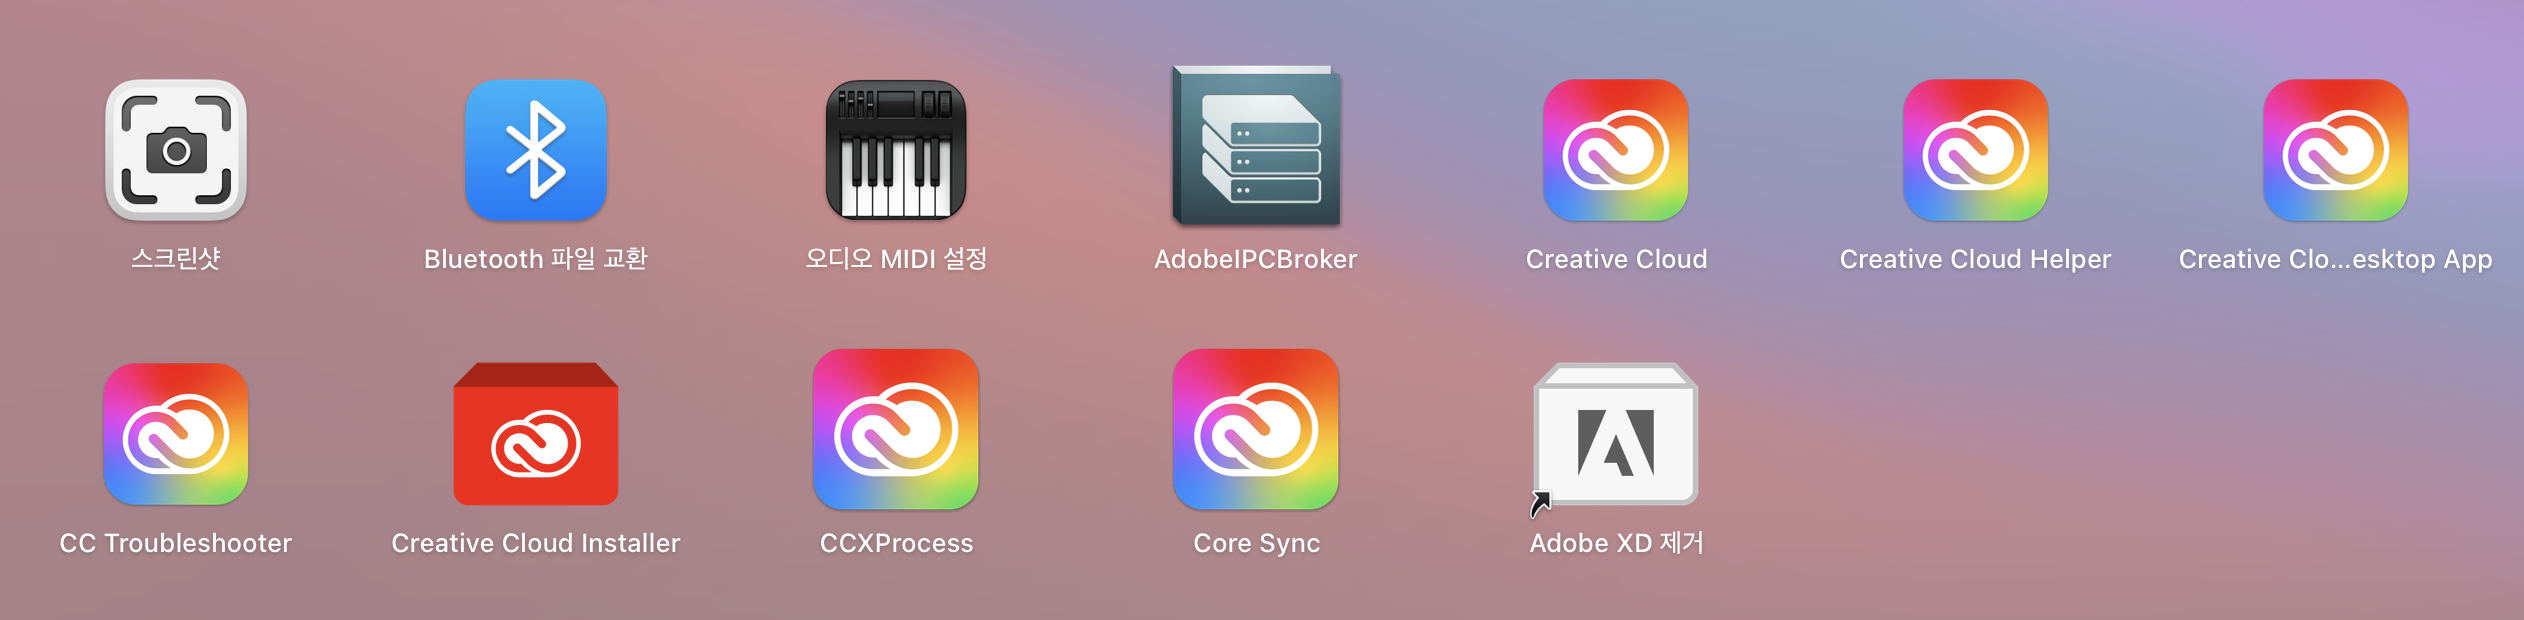 스크린샷
Bluetooth 파일 교환
오디오 MIDI 설정
AdobeIPCBroker
Creative Cloud
Creative Cloud Helper
Creative Clo...esktop App
CC Troubleshooter
Creative Cloud Installer
CCXProcess
Core Sync
Adobe XD 제거